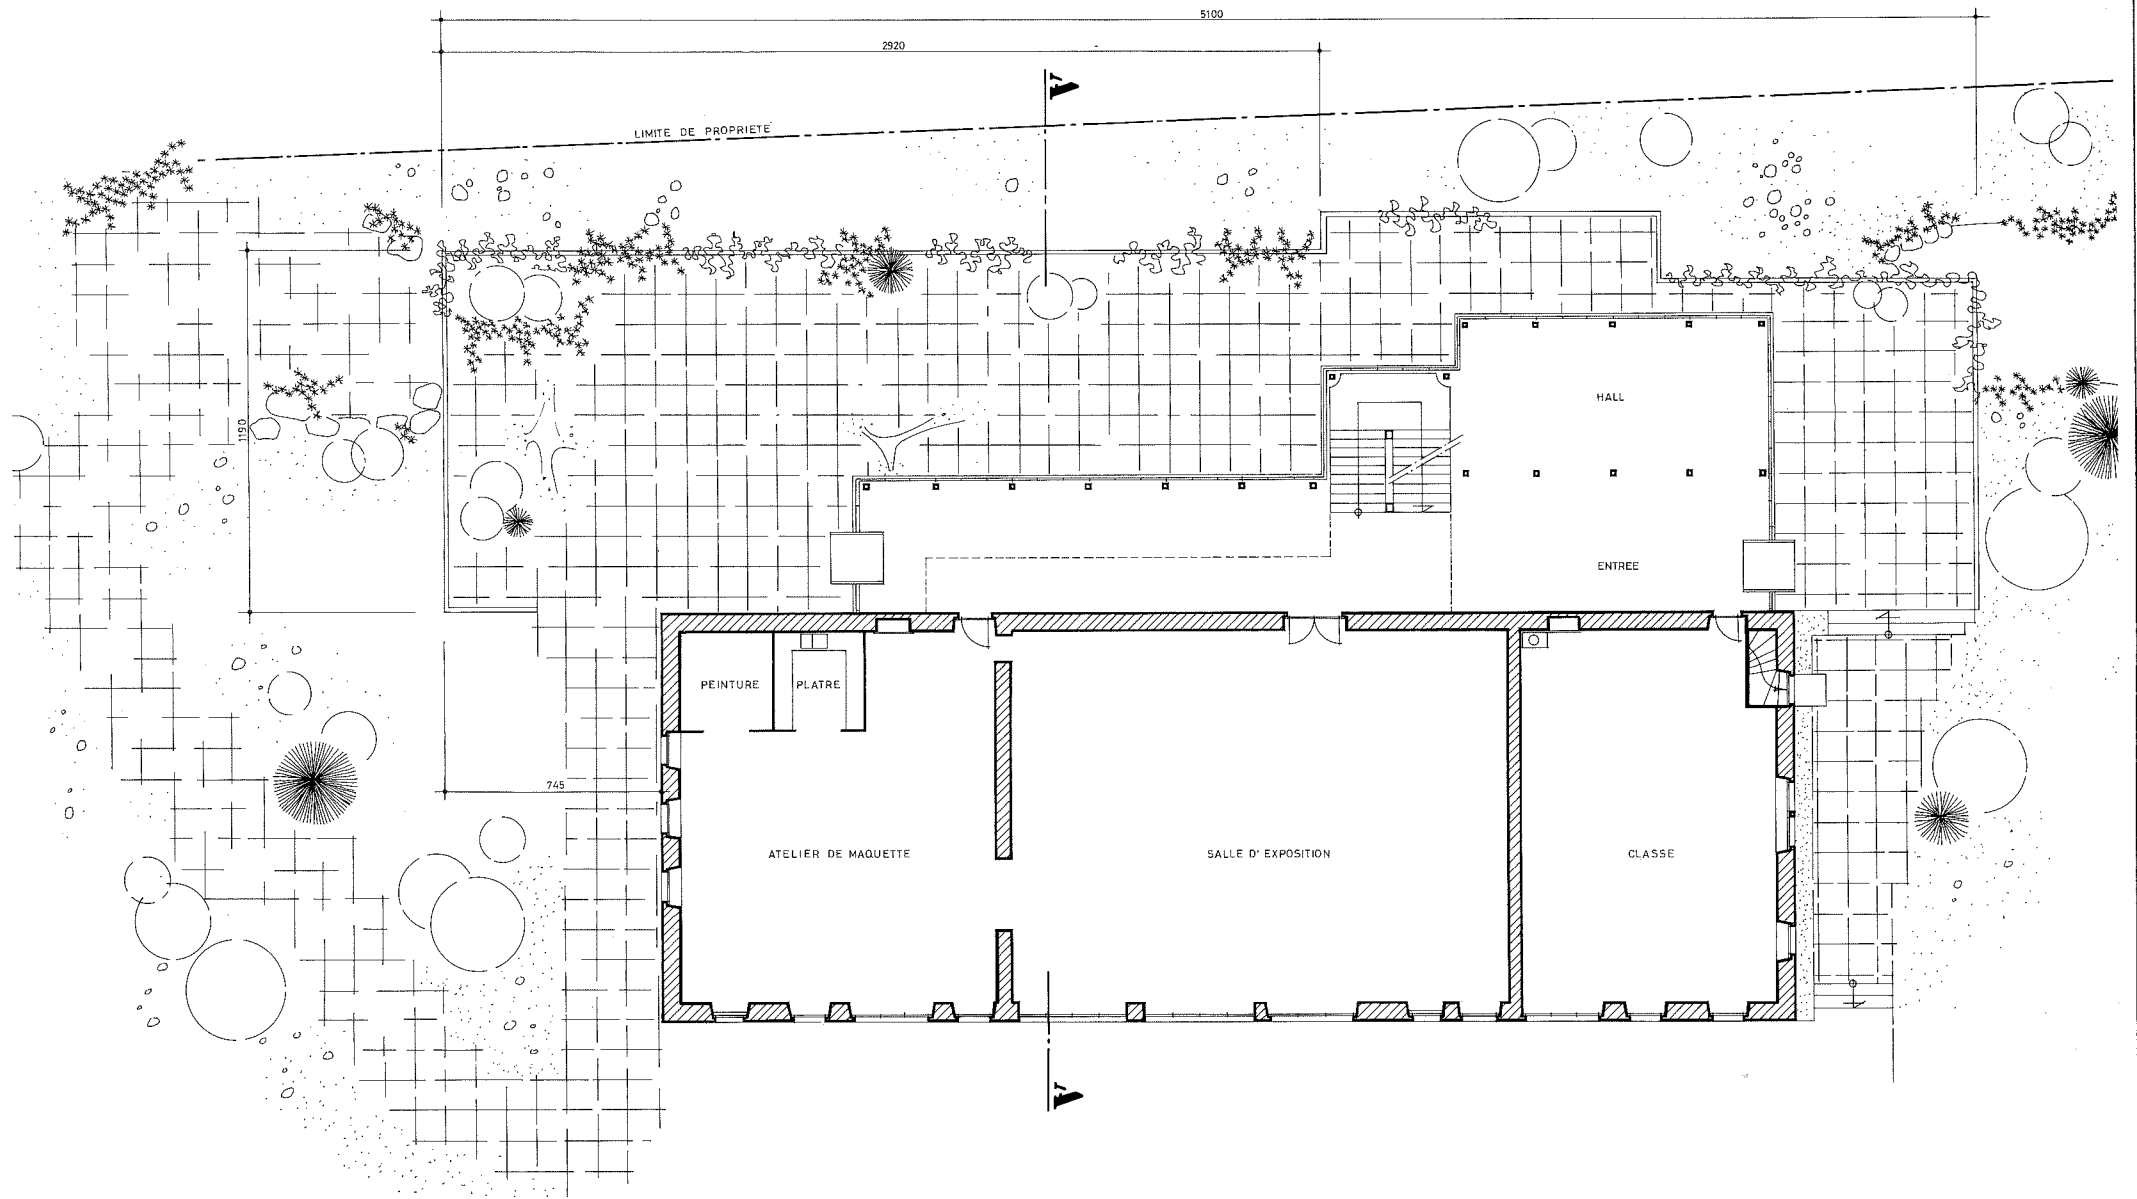 5100
2920
LIMITE DE PROPRIETE
HALL
1190
ENTREE
PEINTURE
PLATRE
745
ATELIER DE MAQUETTE
SALLE D' EXPOSITION
CLASSE